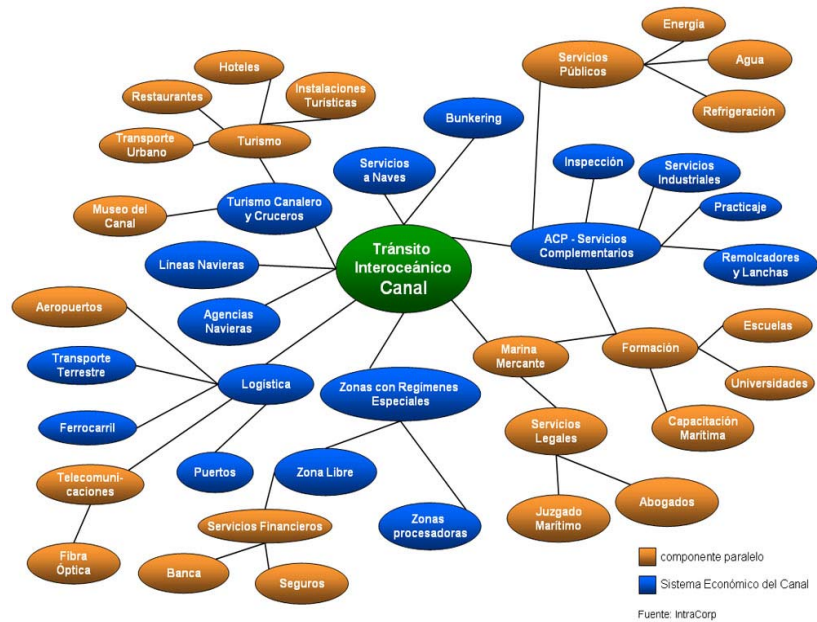 Energía
Servicios
Públicos
Agua
Refrigeración
Hoteles
Restaurantes
Instalaciones
Turísticas
Transporte
Urbano
Turismo
Bunkering
Servicios
a Naves
Inspección
Servicios
Industriales
Practicaje
Museo del
Canal
Turismo Canalero
y Cruceros
ACP - Servicios
Complementarios
Remolcadores
y Lanchas
Tránsito
Interoceánico
Canal
Líneas Navieras
Agencias
Navieras
Aeropuertos
Transporte
Terrestre
Logística
Ferrocarril
Telecomuni-
caciones
Puertos
Fibra
Óptica
Zonas con Regímenes
Especiales
Zona Libre
Servicios Financieros
Banca
Seguros
Zonas
procesadoras
Marina
Mercante
Formación
Escuelas
Universidades
Capacitación
Marítima
Servicios
Legales
Juzgado
Marítimo
Abogados
componente paralelo
Sistema Económico del Canal
Fuente: IntraCorp